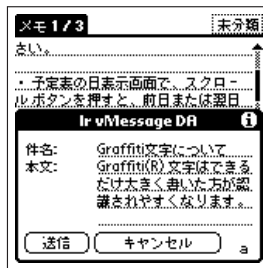 メモ 1 / 3 未分類
さい。
・ 子定業の日表示画面で、スクロー
ルボタンを押すと、前日または翌日
Ir vMessage DA
件名: Graffiti文字について
本文: Graffiti(R) 文字はできる
だけ大きく書いた方が認
識されやすくなります。
送信 キャンセル a